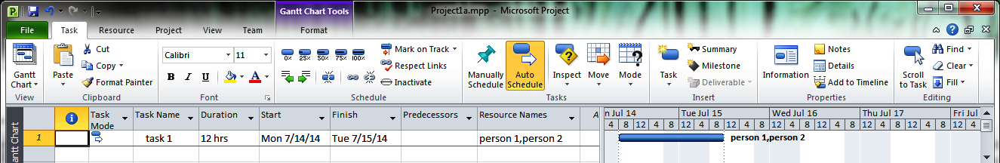 Gantt Chart Tools
Project1a.mpp - Microsoft Project
File Task Resource Project View Team Format
Gantt Chart
View
Paste
Cut
Copy
Format Painter
Clipboard
Calibri 11
B I U A
Font
0% 25% 50% 75% 100%
Mark on Track
Respect Links
Inactivate
Schedule
Manually Schedule
Auto Schedule
Inspect
Move
Mode
Tasks
Task
Summary
Milestone
Deliverable
Insert
Information
Notes
Details
Add to Timeline
Properties
Scroll to Task
Find
Clear
Fill
Editing
Task Mode Task Name Duration Start Finish Predecessors Resource Names A
n Jul 14 Tue Jul 15 Wed Jul 16 Thu Jul 17 Fri Jul
4 8 12 4 8 12 4 8 12 4 8 12 4 8 12 4 8 12 4 8 12 4 8 12 4
1 task 1 12 hrs Mon 7/14/14 Tue 7/15/14 person 1,person 2
person 1,person 2
antt Chart